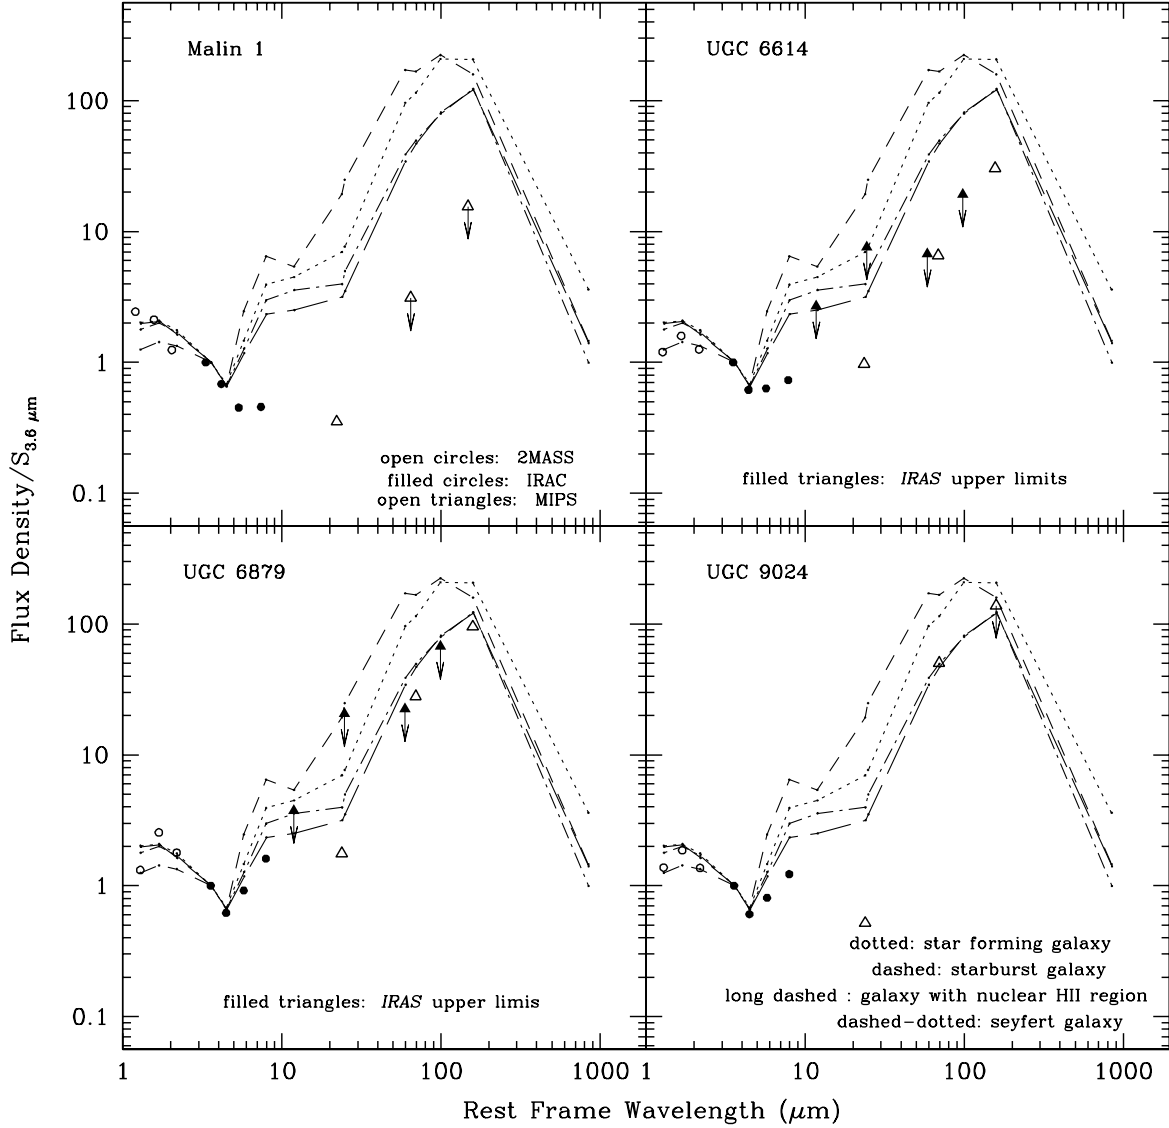 Malin 1
UGC 6614
100
10
1
0.1
open circles: 2MASS
filled circles: IRAC
open triangles: MIPS
filled triangles: IRAS upper limits
Flux Density/S3.6 μm
UGC 6879
UGC 9024
100
10
1
0.1
filled triangles: IRAS upper limis
dotted: star forming galaxy
dashed: starburst galaxy
long dashed : galaxy with nuclear HII region
dashed-dotted: seyfert galaxy
1 10 100 1000 1 10 100 1000
Rest Frame Wavelength (μm)